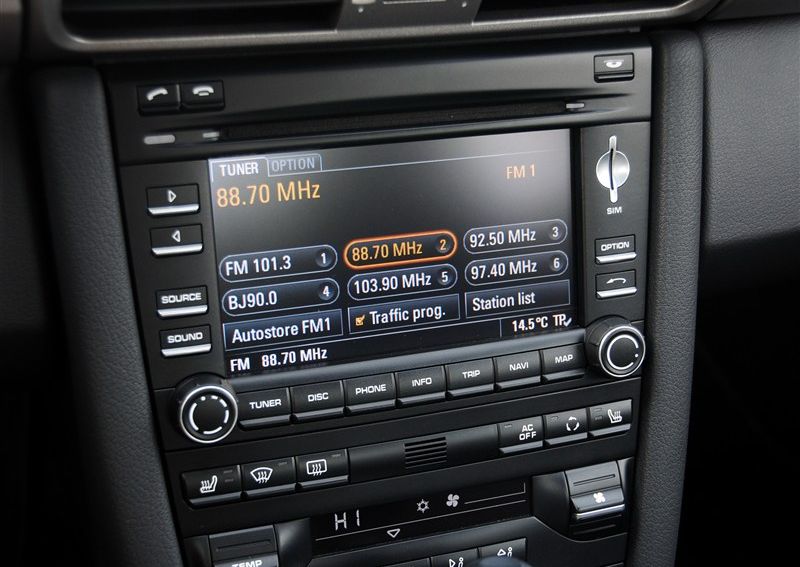 TUNER OPTION
88.70 MHz
FM 1
FM 101.3 1
88.70 MHz 2
92.50 MHz 3
BJ90.0 4
103.90 MHz 5
97.40 MHz 6
Autostore FM1
Traffic prog.
Station list
FM 88.70 MHz
14.5°C TP
SIM
OPTION
SOURCE
SOUND
TUNER
DISC
PHONE
INFO
TRIP
NAVI
MAP
AC
OFF
HI
TEMP